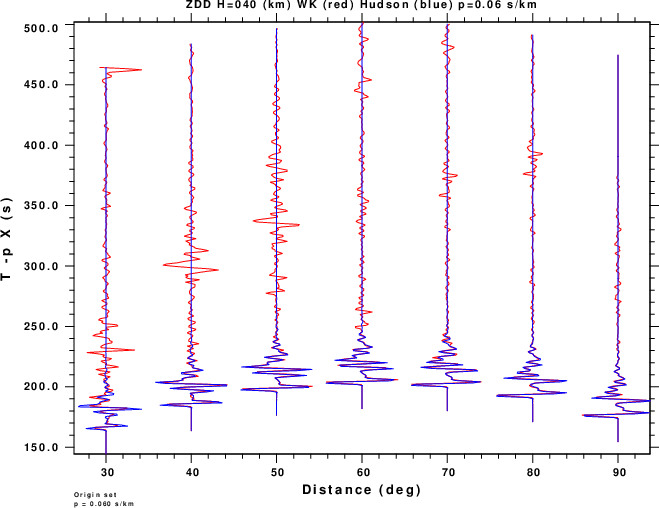 ZDD H=040 (km) WK (red) Hudson (blue) p=0.06 s/km
500.0
450.0
400.0
350.0
300.0
250.0
200.0
150.0
T -p X (s)
30 40 50 60 70 80 90
Distance (deg)
Origin set
p = 0.060 s/km